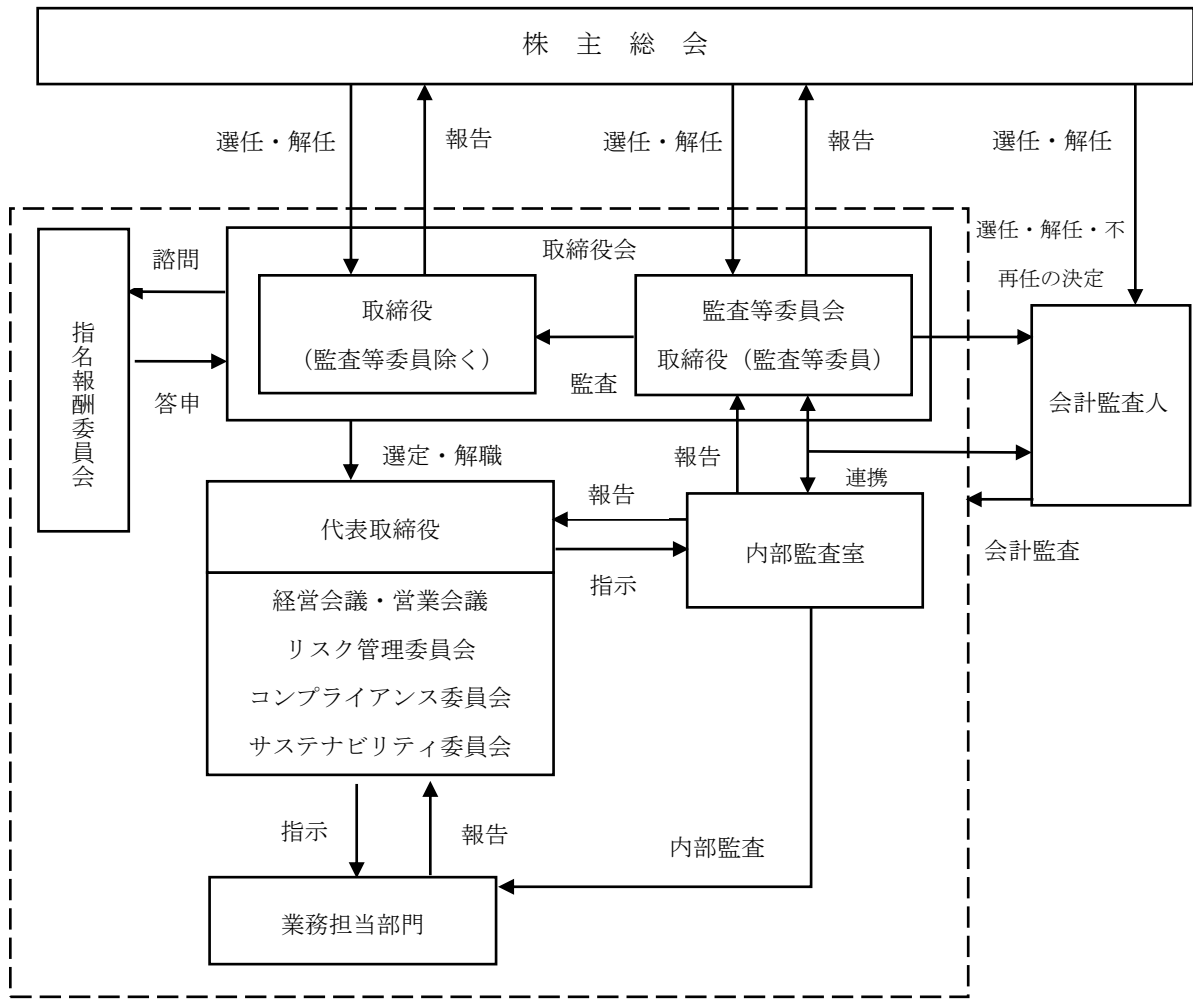 株 主 総 会
選任・解任
報告
選任・解任
報告
選任・解任
選任・解任・不
再任の決定
取締役会
諮問
答申
指名報酬委員会
取締役
（監査等委員除く）
監査等委員会
取締役（監査等委員）
監査
会計監査人
選定・解職
報告
連携
報告
指示
代表取締役
内部監査室
会計監査
経営会議・営業会議
リスク管理委員会
コンプライアンス委員会
サステナビリティ委員会
指示
報告
内部監査
業務担当部門